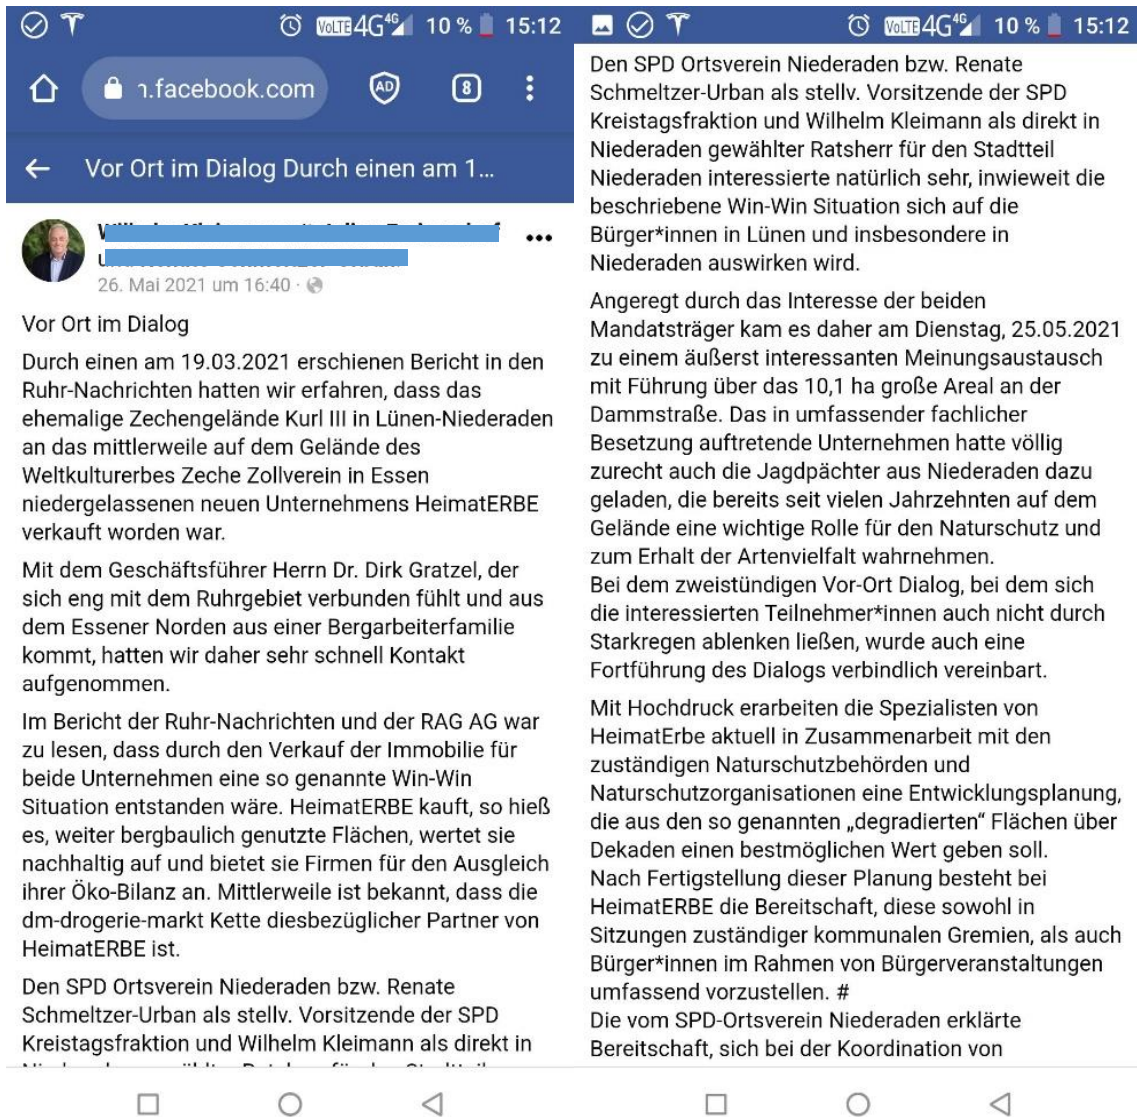 VoLTE 4G 4G 10 % 15:12
n.facebook.com
AD
8
Vor Ort im Dialog Durch einen am 1...
26. Mai 2021 um 16:40 ·
Vor Ort im Dialog
Durch einen am 19.03.2021 erschienen Bericht in den
Ruhr-Nachrichten hatten wir erfahren, dass das
ehemalige Zechengelände Kurl III in Lünen-Niederaden
an das mittlerweile auf dem Gelände des
Weltkulturerbes Zeche Zollverein in Essen
niedergelassenen neuen Unternehmens HeimatERBE
verkauft worden war.
Mit dem Geschäftsführer Herrn Dr. Dirk Gratzel, der
sich eng mit dem Ruhrgebiet verbunden fühlt und aus
dem Essener Norden aus einer Bergarbeiterfamilie
kommt, hatten wir daher sehr schnell Kontakt
aufgenommen.
Im Bericht der Ruhr-Nachrichten und der RAG AG war
zu lesen, dass durch den Verkauf der Immobilie für
beide Unternehmen eine so genannte Win-Win
Situation entstanden wäre. HeimatERBE kauft, so hieß
es, weiter bergbaulich genutzte Flächen, wertet sie
nachhaltig auf und bietet sie Firmen für den Ausgleich
ihrer Öko-Bilanz an. Mittlerweile ist bekannt, dass die
dm-drogerie-markt Kette diesbezüglicher Partner von
HeimatERBE ist.
Den SPD Ortsverein Niederaden bzw. Renate
Schmeltzer-Urban als stellv. Vorsitzende der SPD
Kreistagsfraktion und Wilhelm Kleimann als direkt in
VoLTE 4G 4G 10 % 15:12
Den SPD Ortsverein Niederaden bzw. Renate
Schmeltzer-Urban als stellv. Vorsitzende der SPD
Kreistagsfraktion und Wilhelm Kleimann als direkt in
Niederaden gewählter Ratsherr für den Stadtteil
Niederaden interessierte natürlich sehr, inwieweit die
beschriebene Win-Win Situation sich auf die
Bürger*innen in Lünen und insbesondere in
Niederaden auswirken wird.
Angeregt durch das Interesse der beiden
Mandatsträger kam es daher am Dienstag, 25.05.2021
zu einem äußerst interessanten Meinungsaustausch
mit Führung über das 10,1 ha große Areal an der
Dammstraße. Das in umfassender fachlicher
Besetzung auftretende Unternehmen hatte völlig
zurecht auch die Jagdpächter aus Niederaden dazu
geladen, die bereits seit vielen Jahrzehnten auf dem
Gelände eine wichtige Rolle für den Naturschutz und
zum Erhalt der Artenvielfalt wahrnehmen.
Bei dem zweistündigen Vor-Ort Dialog, bei dem sich
die interessierten Teilnehmer*innen auch nicht durch
Starkregen ablenken ließen, wurde auch eine
Fortführung des Dialogs verbindlich vereinbart.
Mit Hochdruck erarbeiten die Spezialisten von
HeimatErbe aktuell in Zusammenarbeit mit den
zuständigen Naturschutzbehörden und
Naturschutzorganisationen eine Entwicklungsplanung,
die aus den so genannten „degradierten“ Flächen über
Dekaden einen bestmöglichen Wert geben soll.
Nach Fertigstellung dieser Planung besteht bei
HeimatERBE die Bereitschaft, diese sowohl in
Sitzungen zuständiger kommunalen Gremien, als auch
Bürger*innen im Rahmen von Bürgerveranstaltungen
umfassend vorzustellen. #
Die vom SPD-Ortsverein Niederaden erklärte
Bereitschaft, sich bei der Koordination von